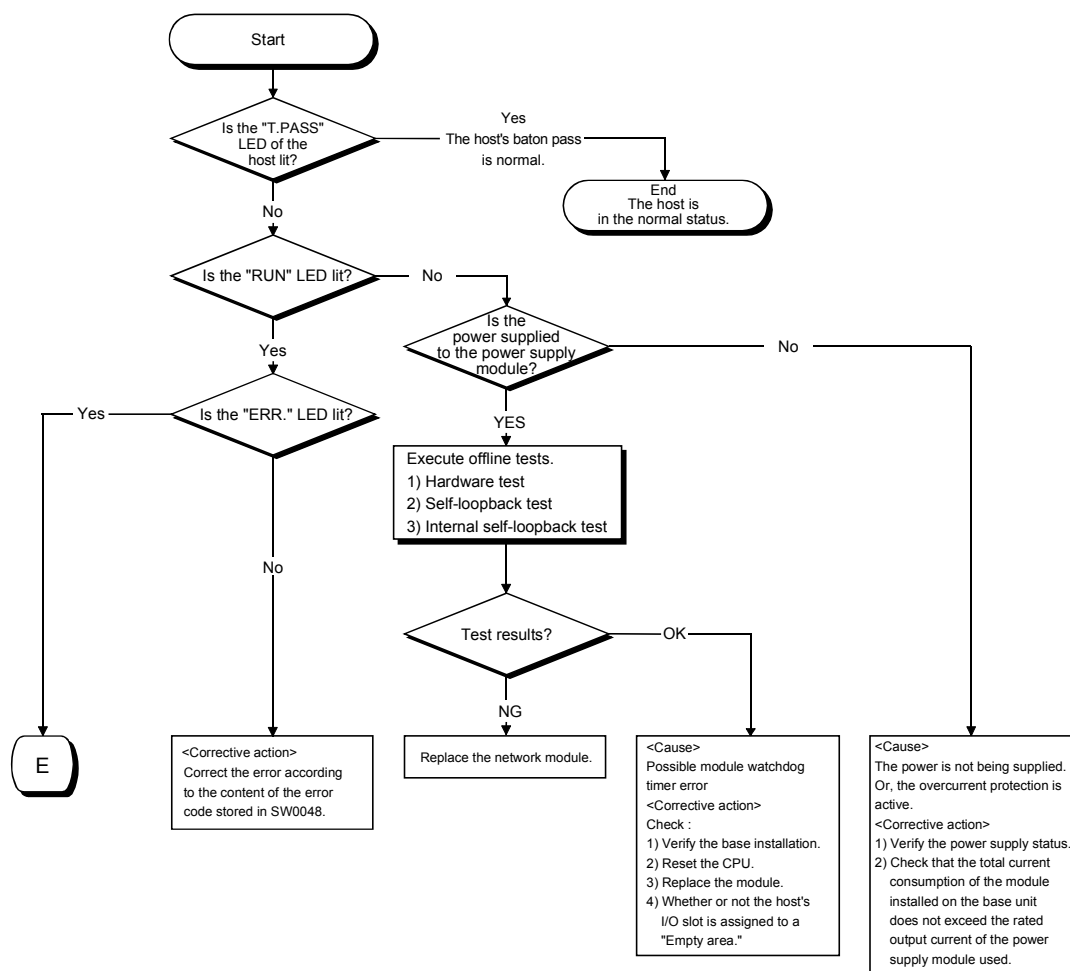 Start
Is the "T.PASS"
LED of the
host lit?
Yes
The host's baton pass
is normal.
End
The host is
in the normal status.
No
Is the "RUN" LED lit?
No
Is the
power supplied
to the power supply
module?
No
Yes
Is the "ERR." LED lit?
Yes
YES
Execute offline tests.
1) Hardware test
2) Self-loopback test
3) Internal self-loopback test
No
Test results?
OK
NG
E
<Corrective action>
Correct the error according
to the content of the error
code stored in SW0048.
Replace the network module.
<Cause>
Possible module watchdog
timer error
<Corrective action>
Check :
1) Verify the base installation.
2) Reset the CPU.
3) Replace the module.
4) Whether or not the host's
I/O slot is assigned to a
"Empty area."
<Cause>
The power is not being supplied.
Or, the overcurrent protection is
active.
<Corrective action>
1) Verify the power supply status.
2) Check that the total current
consumption of the module
installed on the base unit
does not exceed the rated
output current of the power
supply module used.